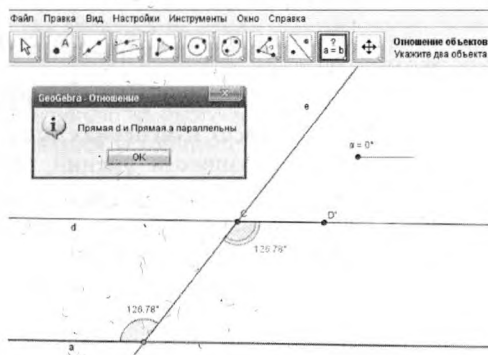 Файл Правка Вид Настройки Инструменты Окно Справка
A
? a = b
Отношение объектов
Укажите два объекта
GeoGebra - Отношение
Прямая d и Прямая a параллельны
OK
e
α = 0°
C
D'
d
126.78°
126.78°
a